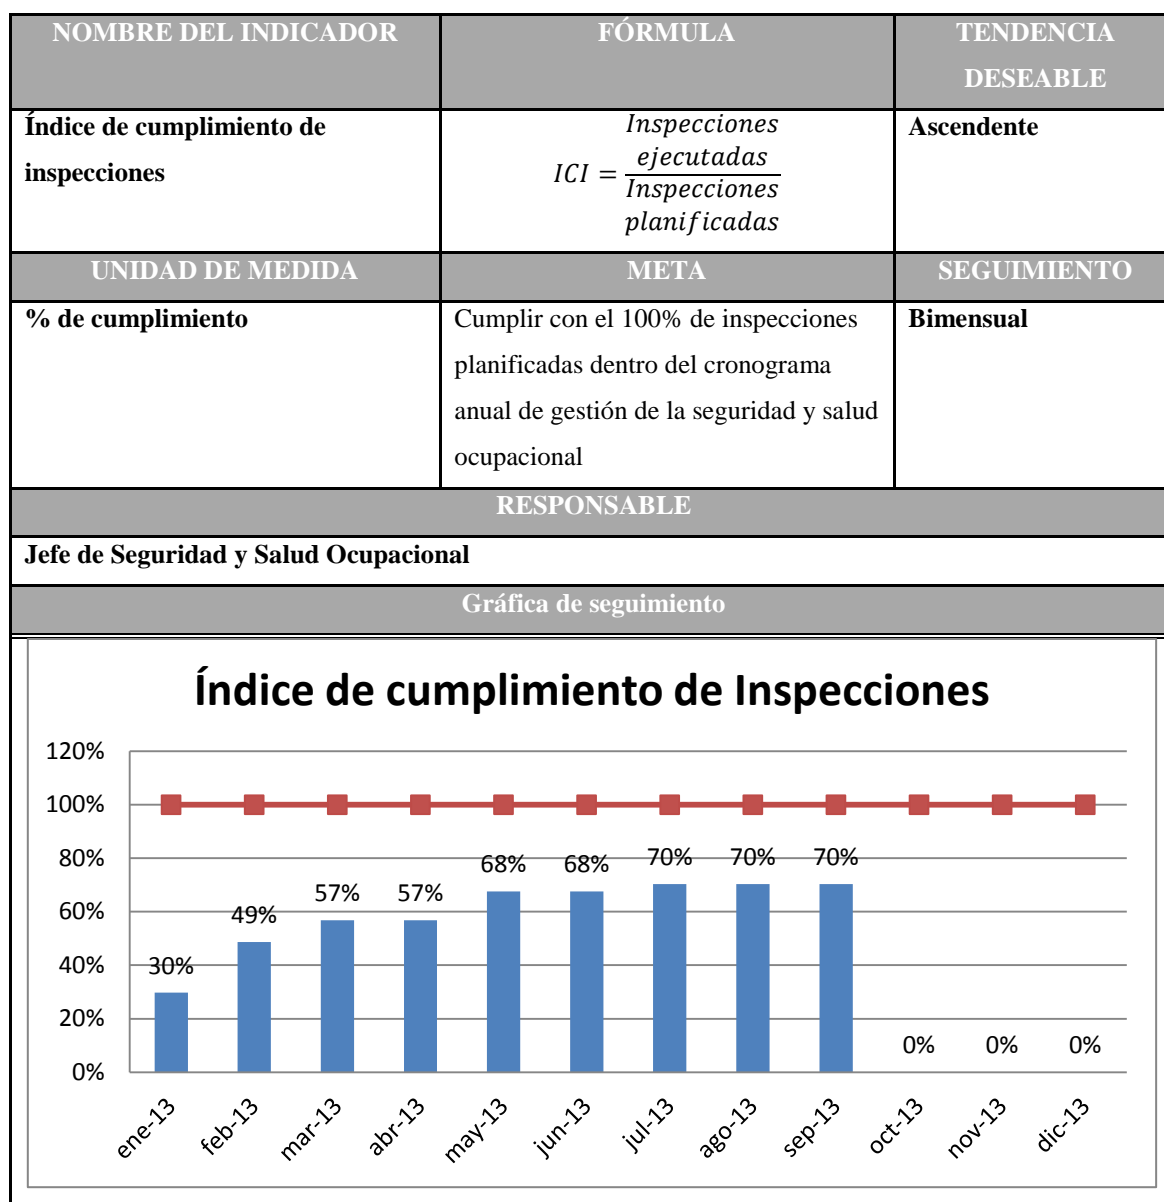 NOMBRE DEL INDICADOR
FÓRMULA
TENDENCIA
DESEABLE
Índice de cumplimiento de
inspecciones
Inspecciones
ejecutadas
ICI =
Inspecciones
planificadas
Ascendente
UNIDAD DE MEDIDA
META
SEGUIMIENTO
% de cumplimiento
Cumplir con el 100% de inspecciones
planificadas dentro del cronograma
anual de gestión de la seguridad y salud
ocupacional
Bimensual
RESPONSABLE
Jefe de Seguridad y Salud Ocupacional
Gráfica de seguimiento
Índice de cumplimiento de Inspecciones
120%
100%
80%
60%
40%
20%
0%
30%
49%
57%
57%
68%
68%
70%
70%
70%
0%
0%
0%
ene-13
feb-13
mar-13
abr-13
may-13
jun-13
jul-13
ago-13
sep-13
oct-13
nov-13
dic-13